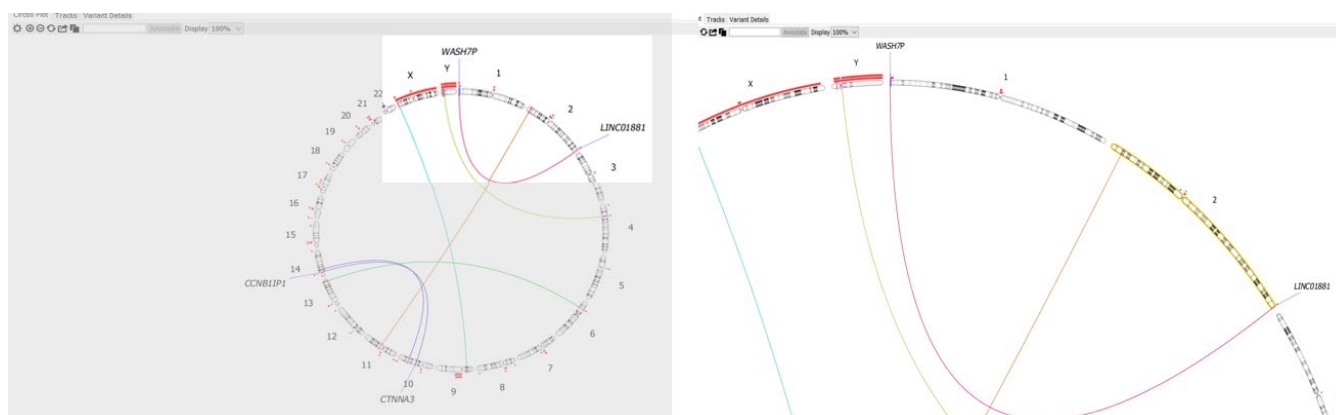 Circos Plot Tracks Variant Details
Annotate Display 100%
WASH7P
X
Y
1
2
LINC01881
3
4
5
6
7
8
9
10
CTNNA3
11
12
13
14
CCNB1IP1
15
16
17
18
19
20
21
22
t Tracks Variant Details
Annotate Display 100%
WASH7P
X
Y
1
2
LINC01881